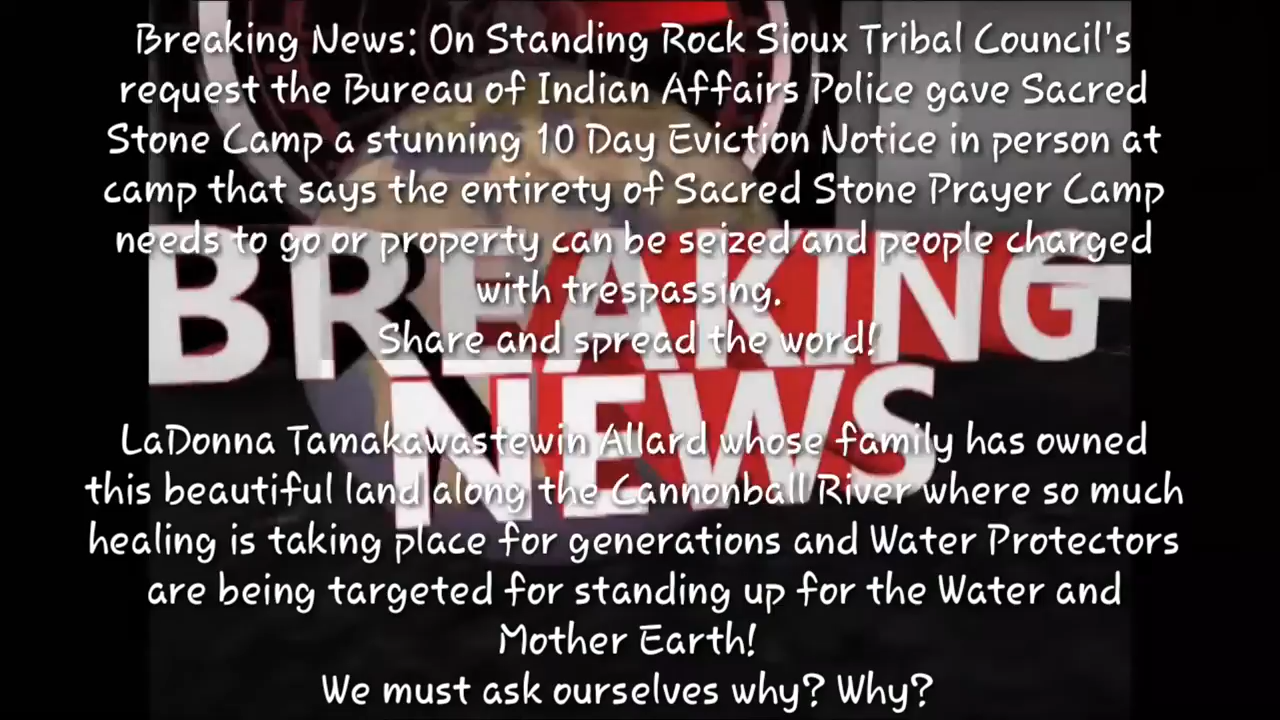 Breaking News: On Standing Rock Sioux Tribal Council's
request the Bureau of Indian Affairs Police gave Sacred
Stone Camp a stunning 10 Day Eviction Notice in person at
camp that says the entirety of Sacred Stone Prayer Camp
needs to go or property can be seized and people charged
with trespassing.
Share and spread the word!
LaDonna Tamakawastewin Allard whose family has owned
this beautiful land along the Cannonball River where so much
healing is taking place for generations and Water Protectors
are being targeted for standing up for the Water and
Mother Earth!
We must ask ourselves why? Why?
BREAKING
NEWS